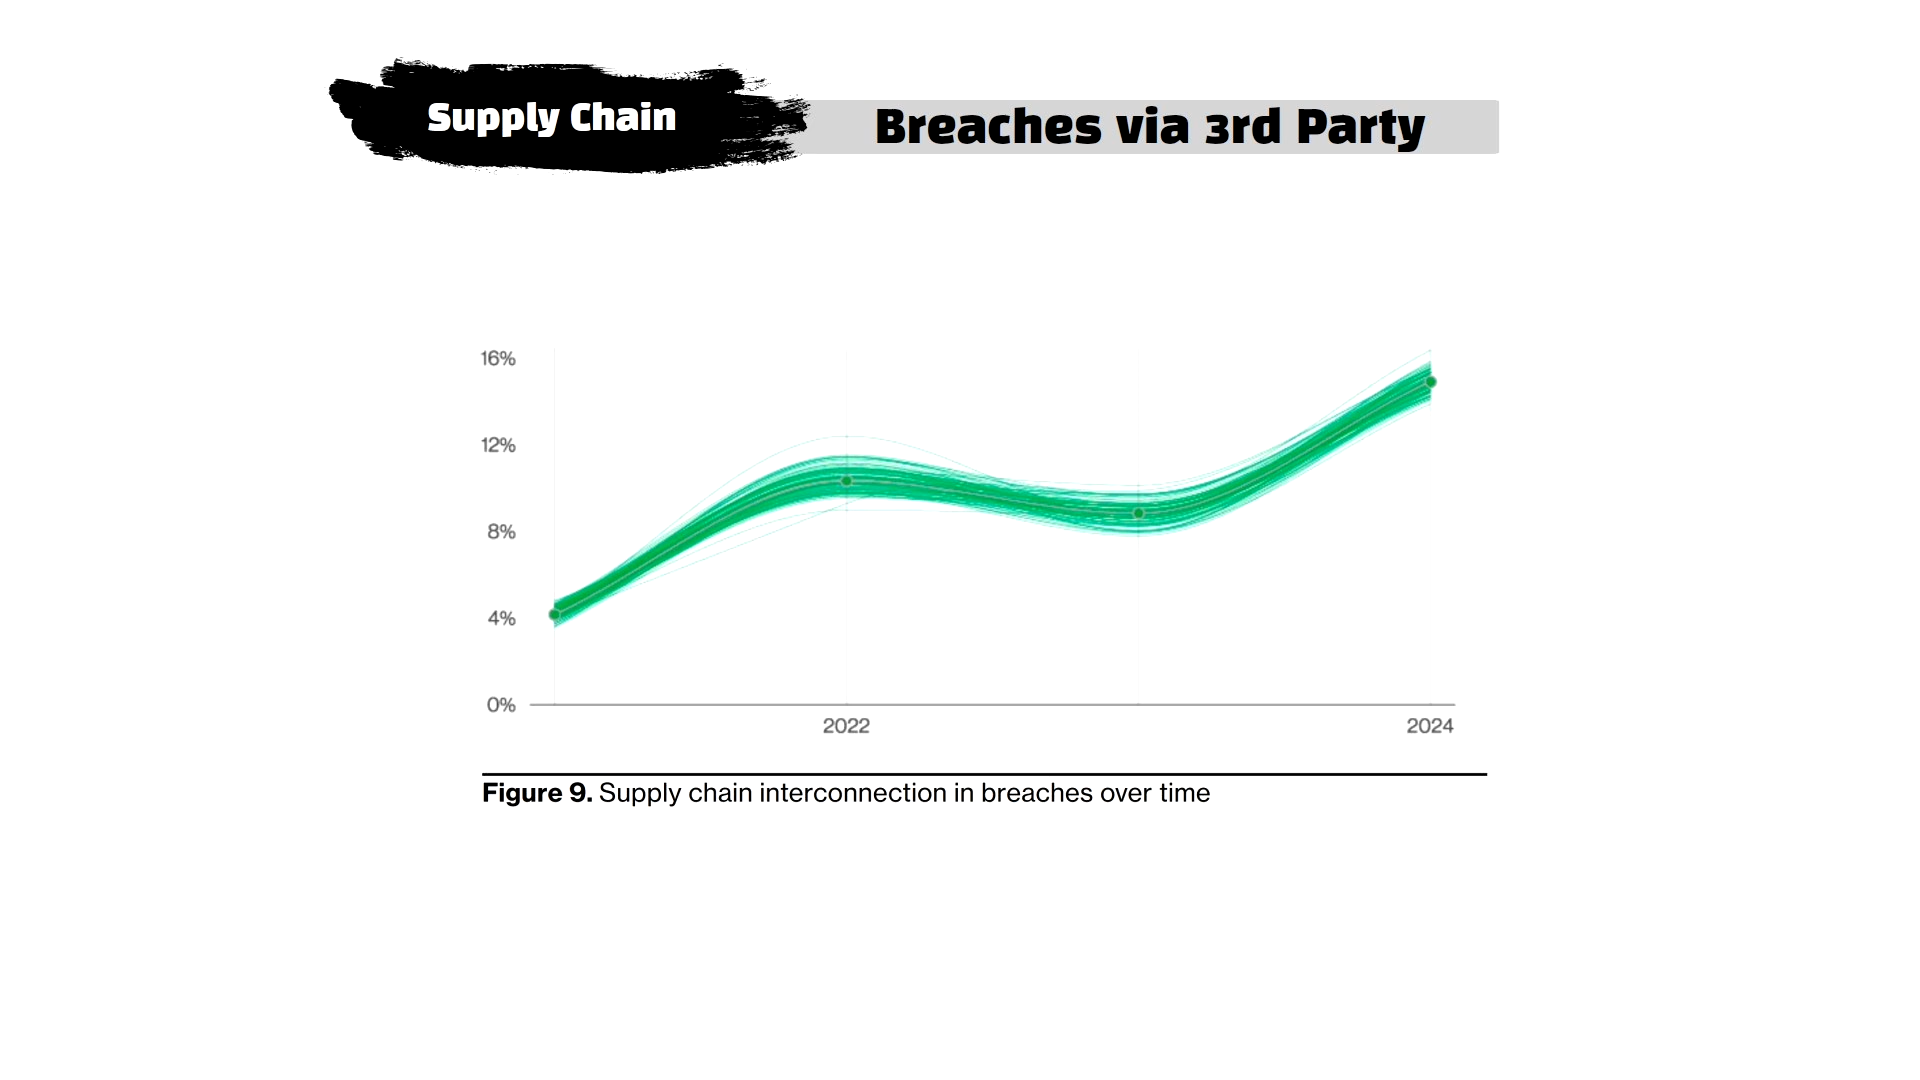 Supply Chain
Breaches via 3rd Party
16%
12%
8%
4%
0%
2022
2024
Figure 9. Supply chain interconnection in breaches over time